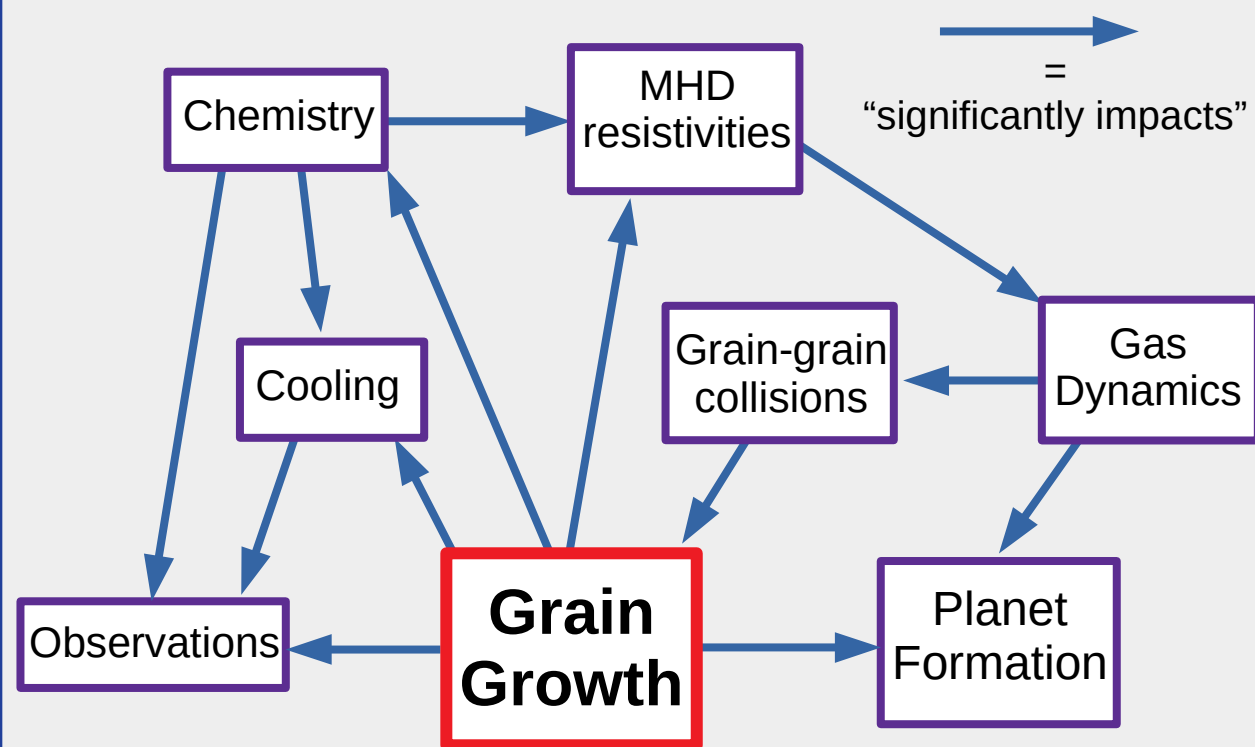 =
“significantly impacts”
Chemistry
MHD
resistivities
Grain-grain
collisions
Gas
Dynamics
Cooling
Observations
Grain
Growth
Planet
Formation